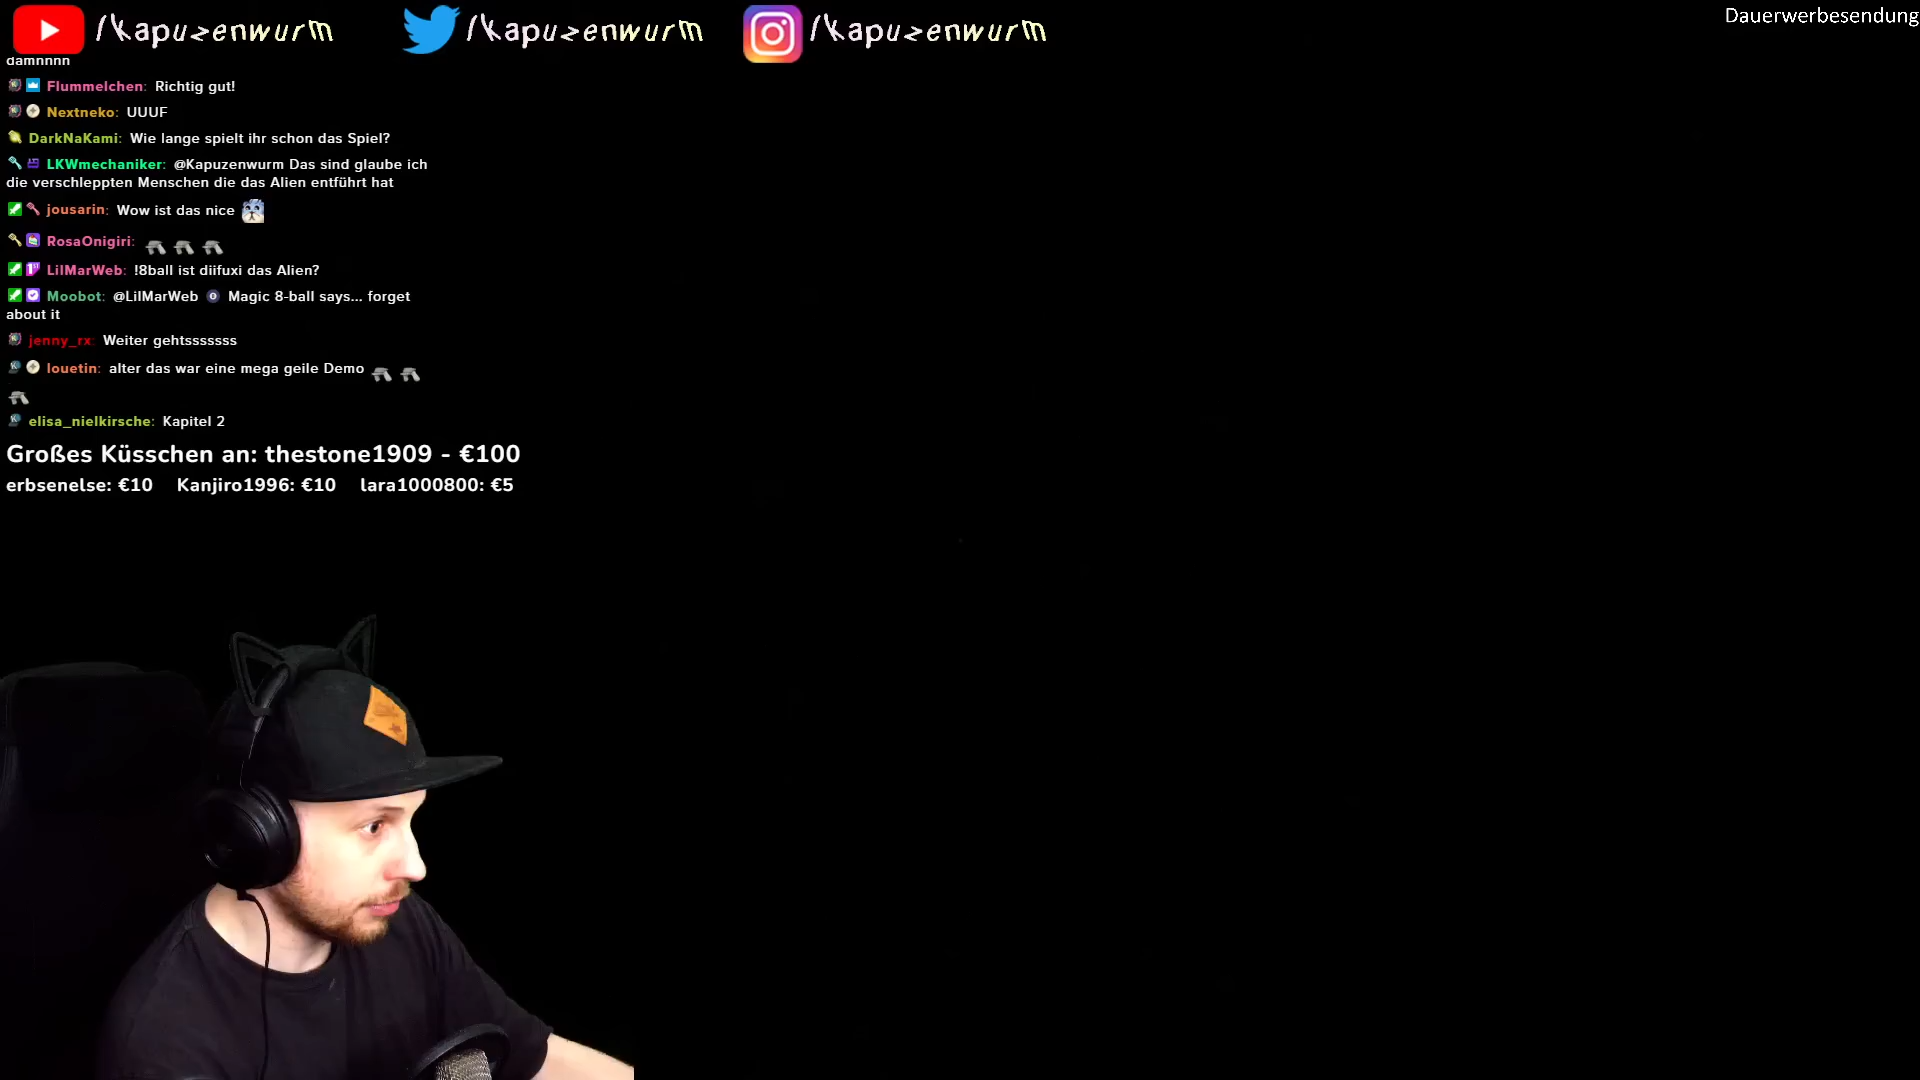 /kapuzenwurm
/kapuzenwurm
/kapuzenwurm
Dauerwerbesendung
damnnnn
Flummelchen: Richtig gut!
Nextneko: UUUF
DarkNaKami: Wie lange spielt ihr schon das Spiel?
LKWmechaniker: @Kapuzenwurm Das sind glaube ich
die verschleppten Menschen die das Alien entführt hat
jousarin: Wow ist das nice
RosaOnigiri:
LilMarWeb: !8ball ist diifuxi das Alien?
Moobot: @LilMarWeb Magic 8-ball says... forget
about it
jenny_rx: Weiter gehtsssssss
louetin: alter das war eine mega geile Demo
elisa_nielkirsche: Kapitel 2
Großes Küsschen an: thestone1909 - €100
erbsenelse: €10 Kanjiro1996: €10 lara1000800: €5